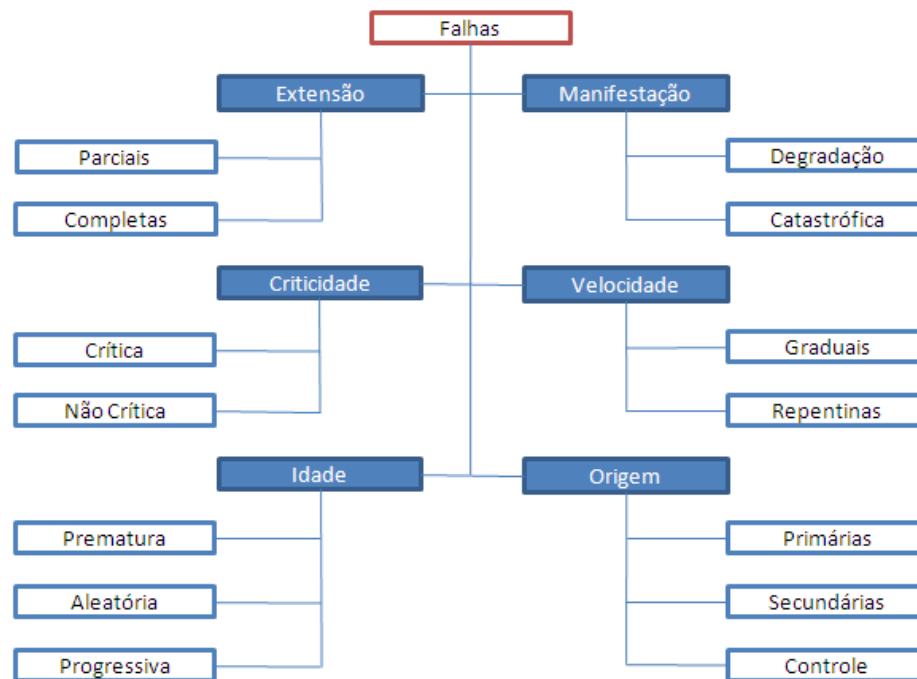 Falhas
Extensão
Manifestação
Parciais
Degradação
Completas
Catastrófica
Criticidade
Velocidade
Crítica
Graduais
Não Crítica
Repentinas
Idade
Origem
Prematura
Primárias
Aleatória
Secundárias
Progressiva
Controle